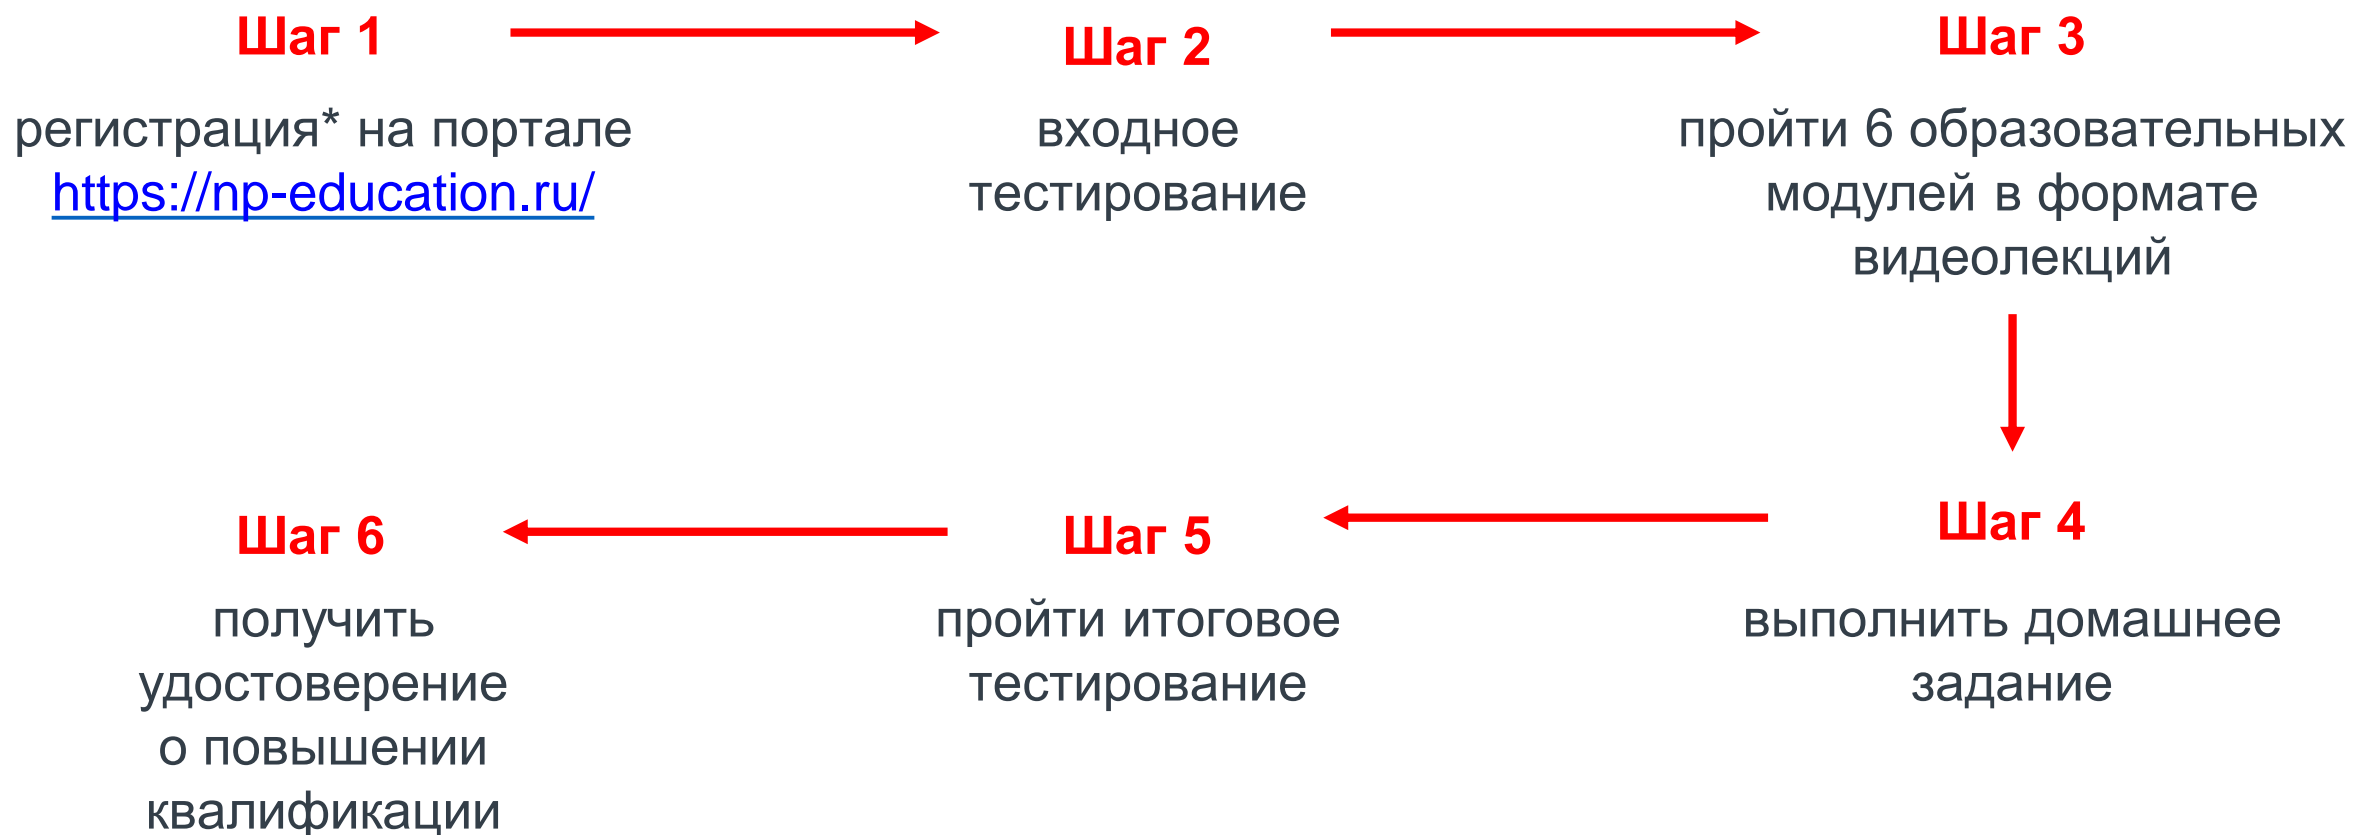 Шаг 1
регистрация* на портале
https://np-education.ru/
Шаг 2
входное
тестирование
Шаг 3
пройти 6 образовательных
модулей в формате
видеолекций
Шаг 4
выполнить домашнее
задание
Шаг 5
пройти итоговое
тестирование
Шаг 6
получить
удостоверение
о повышении
квалификации